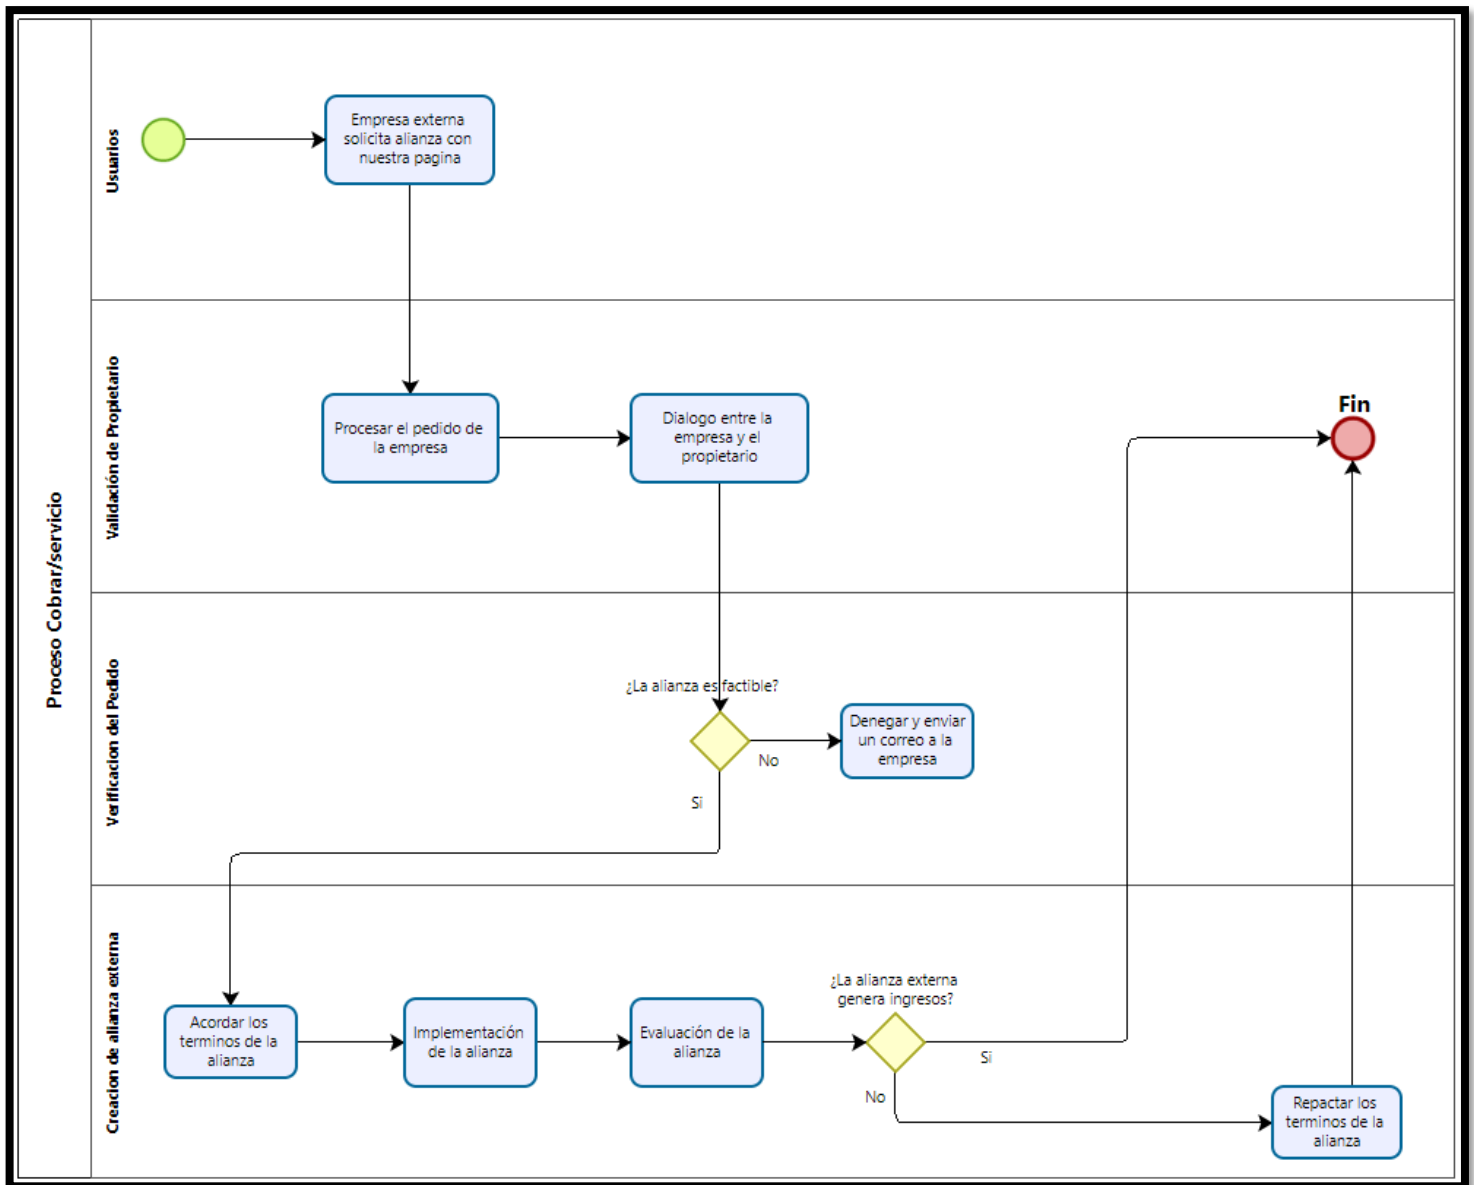 Proceso Cobrar/servicio
Usuarios
Empresa externa
solicita alianza con
nuestra pagina
Validación de Propietario
Procesar el pedido de
la empresa
Dialogo entre la
empresa y el
propietario
Fin
Verificacion del Pedido
¿La alianza es factible?
No
Si
Denegar y enviar
un correo a la
empresa
Creacion de alianza externa
Acordar los
terminos de la
alianza
Implementación
de la alianza
Evaluación de la
alianza
¿La alianza externa
genera ingresos?
Si
No
Repactar los
terminos de la
alianza